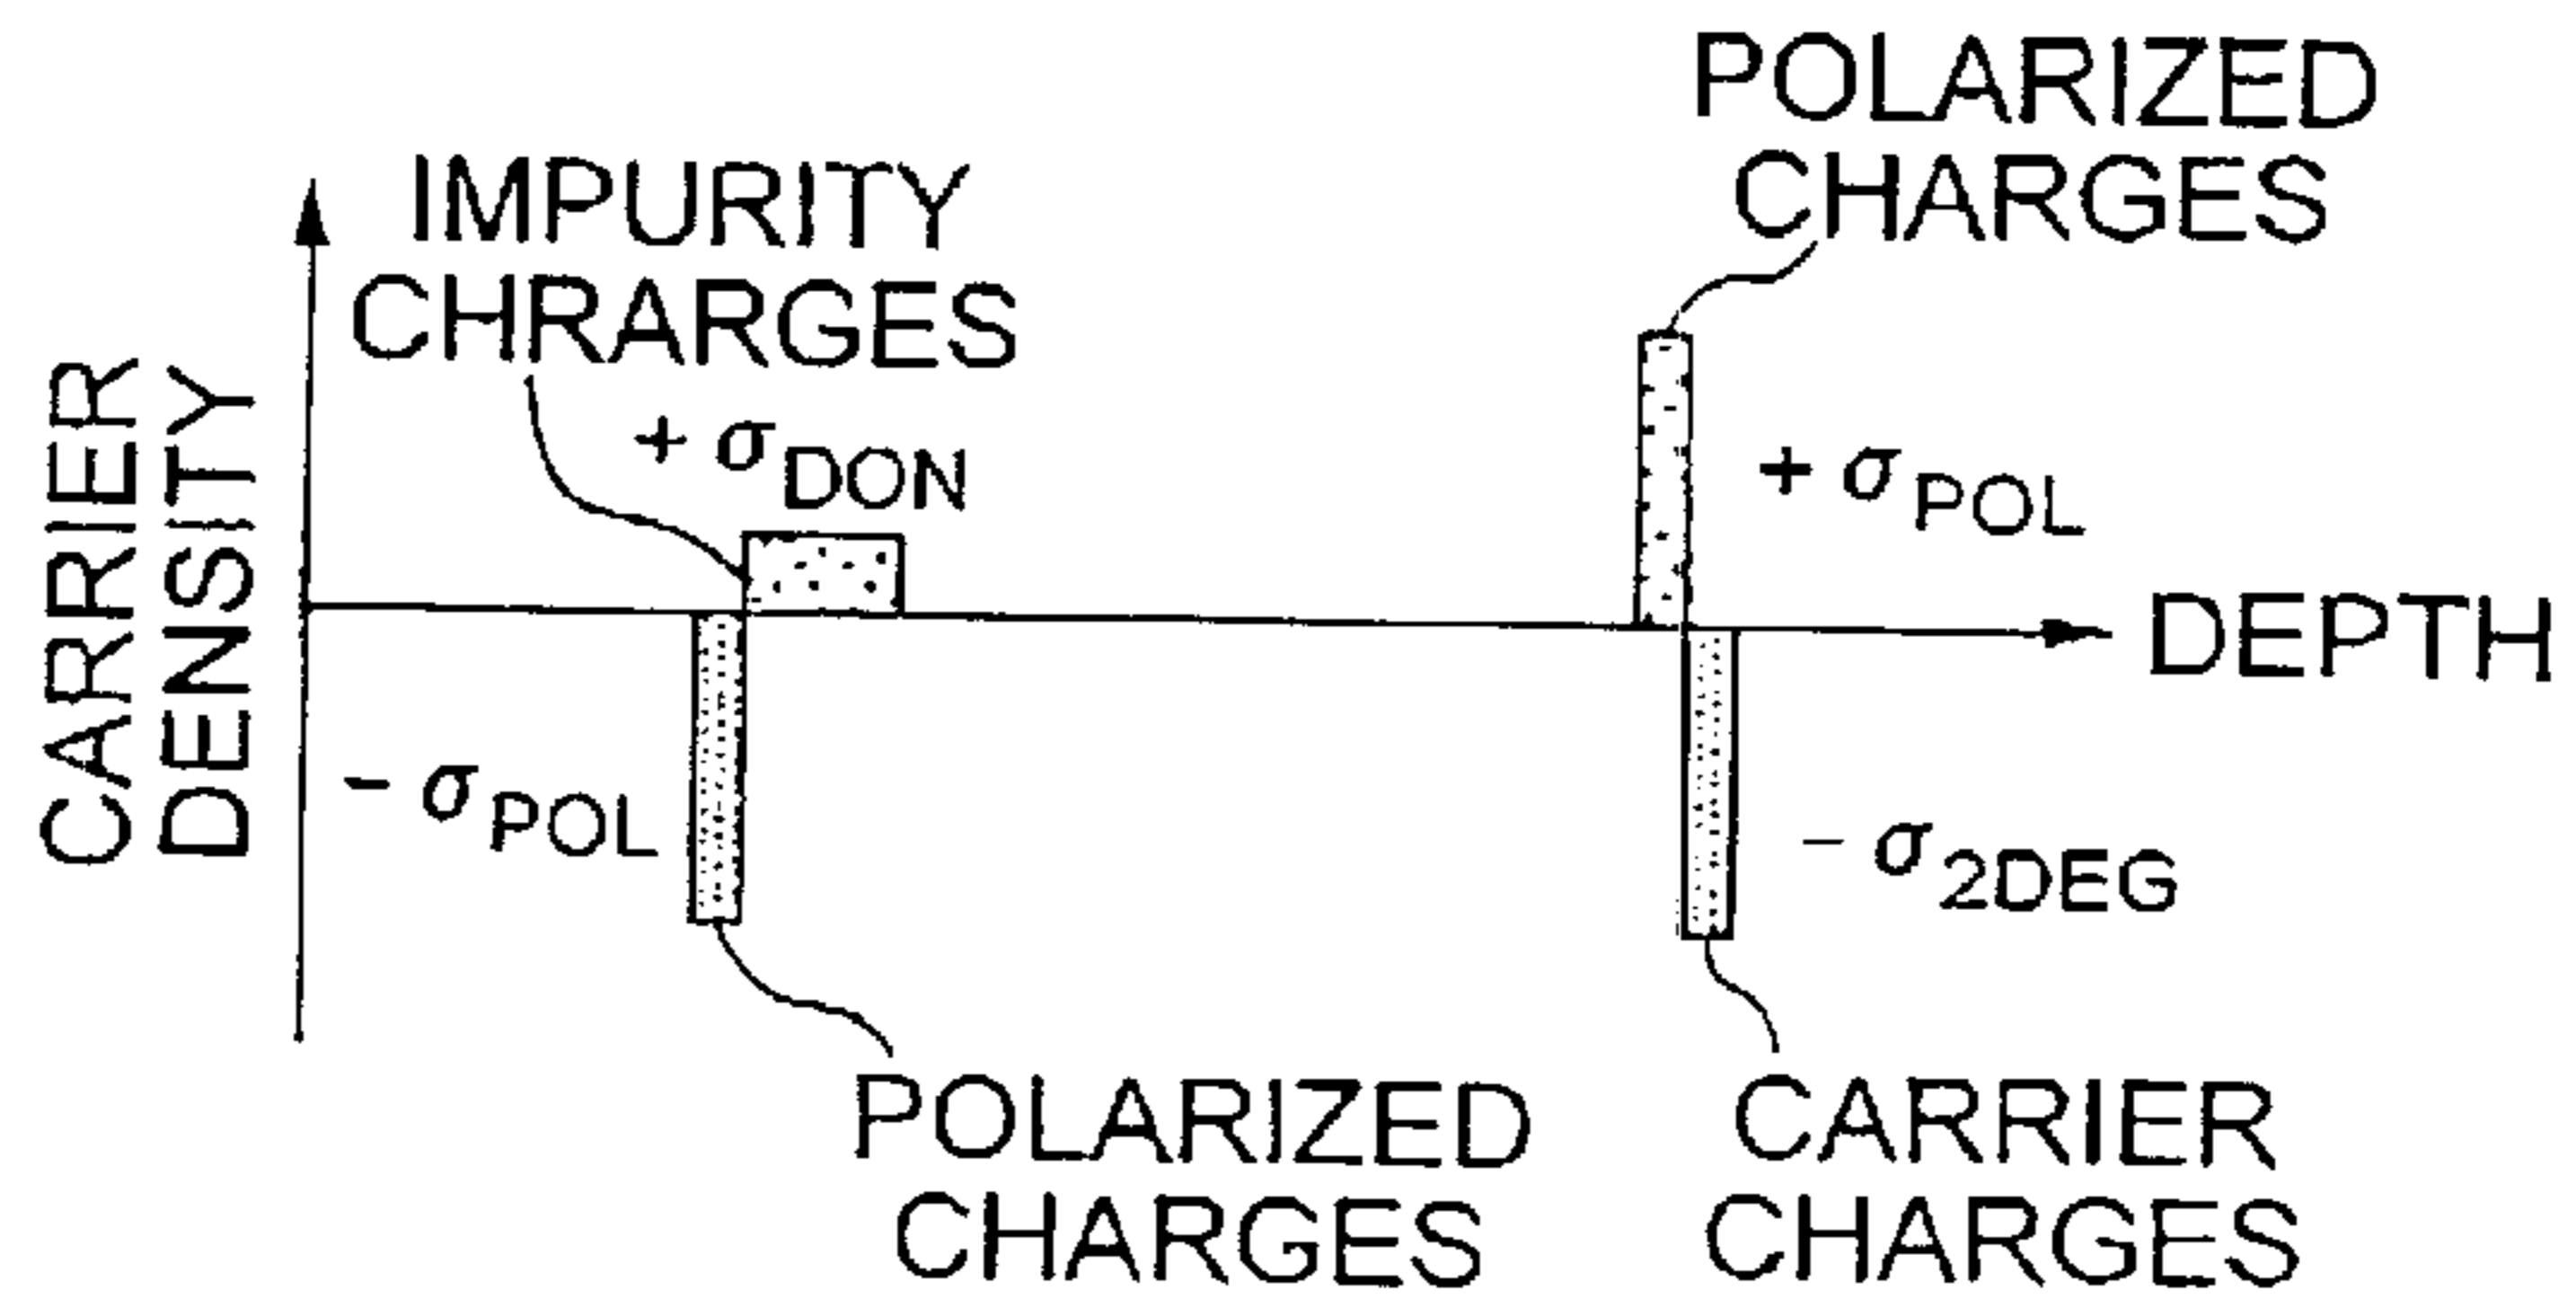 POLARIZED
CHARGES
IMPURITY
CHRARGES
+ σDON
+ σPOL
CARRIER
DENSITY
DEPTH
- σPOL
- σ2DEG
POLARIZED
CHARGES
CARRIER
CHARGES